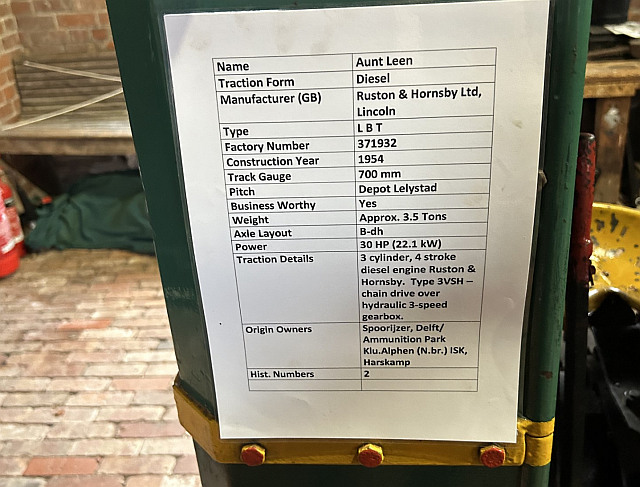 Name Aunt Leen
Traction Form Diesel
Manufacturer (GB) Ruston & Hornsby Ltd,
Lincoln
Type L B T
Factory Number 371932
Construction Year 1954
Track Gauge 700 mm
Pitch Depot Lelystad
Business Worthy Yes
Weight Approx. 3.5 Tons
Axle Layout B-dh
Power 30 HP (22.1 kW)
Traction Details 3 cylinder, 4 stroke
diesel engine Ruston &
Hornsby. Type 3VSH –
chain drive over
hydraulic 3-speed
gearbox.
Origin Owners Spoorijzer, Delft/
Ammunition Park
Klu.Alphen (N.br.) ISK,
Harskamp
Hist. Numbers 2